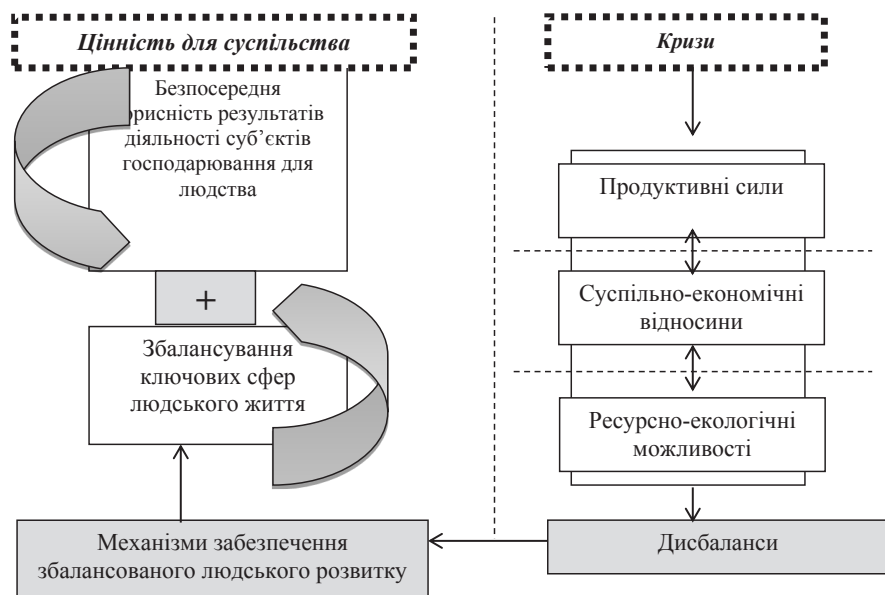 Цінність для суспільства
Безпосередня
орисність результатів
діяльності суб’єктів
господарювання для
людства
+
Збалансування
ключових сфер
людського життя
Механізми забезпечення
збалансованого людського розвитку
Кризи
Продуктивні сили
Суспільно-економічні
відносини
Ресурсно-екологічні
можливості
Дисбаланси